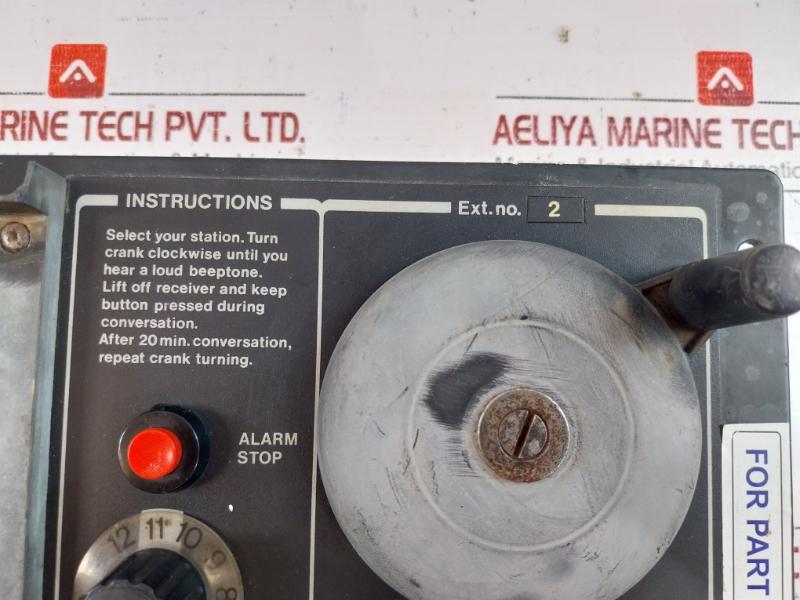 RINE TECH PVT. LTD.
AELIYA MARINE TECH
INSTRUCTIONS
Ext.no. 2
Select your station. Turn
crank clockwise until you
hear a loud beeptone.
Lift off receiver and keep
button pressed during
conversation.
After 20 min. conversation,
repeat crank turning.
ALARM
STOP
12 11 10 9 8
FOR PART